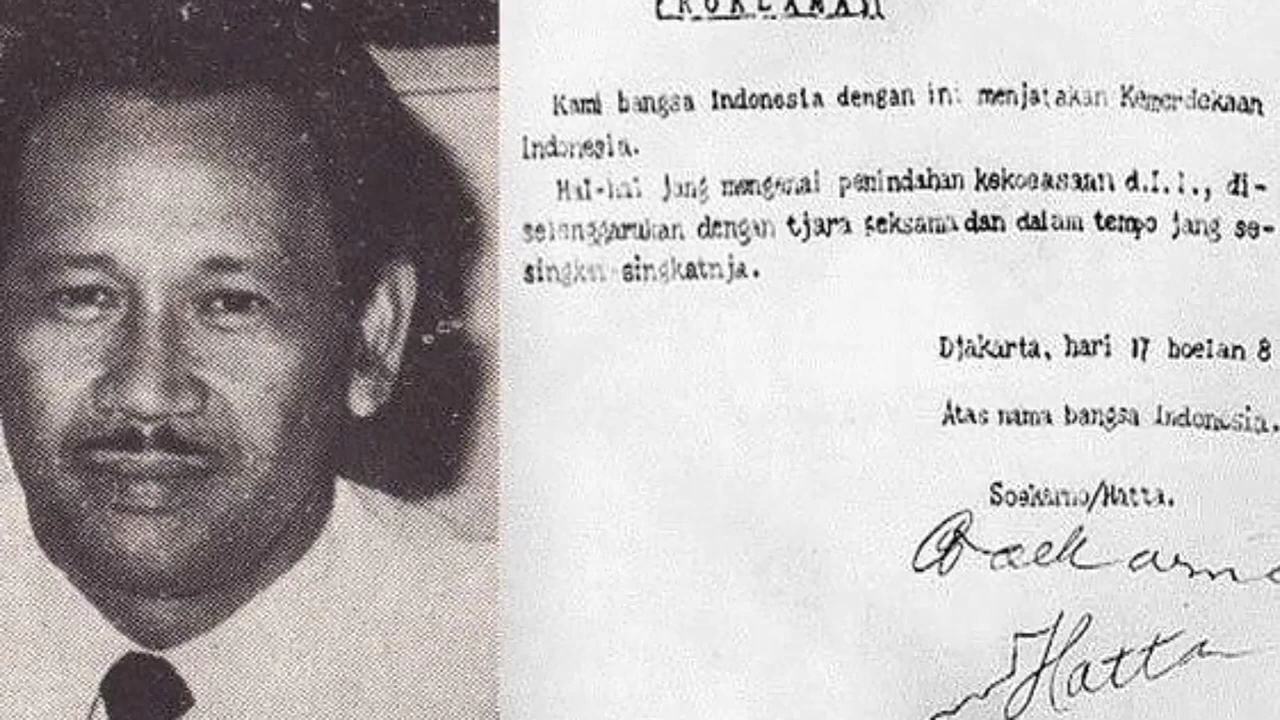 PROKLAMASI
Kami bangsa Indonesia dengan ini menjatakan Kemerdekaan
Indonesia.
Hal-hal jang mengenai pemindahan kekoeasaan d.l.l., di-
selenggarakan dengan tjara seksama dan dalam tempo jang se-
singkat-singkatnja.
Djakarta, hari 17 boelan 8
Atas nama bangsa Indonesia.
Soekarno/Hatta.
Soekarno
Hatta